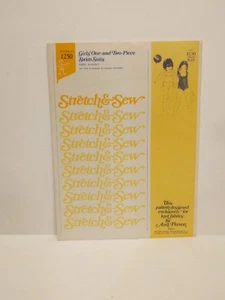 1250
Girls' One-and Two-Piece
Swim Suits
Stretch & Sew
Stretch & Sew
Stretch & Sew
Stretch & Sew
Stretch & Sew
Stretch & Sew
Stretch & Sew
Stretch & Sew
Stretch & Sew
This
pattern designed
exclusively for
knit fabrics
by
Ann Person